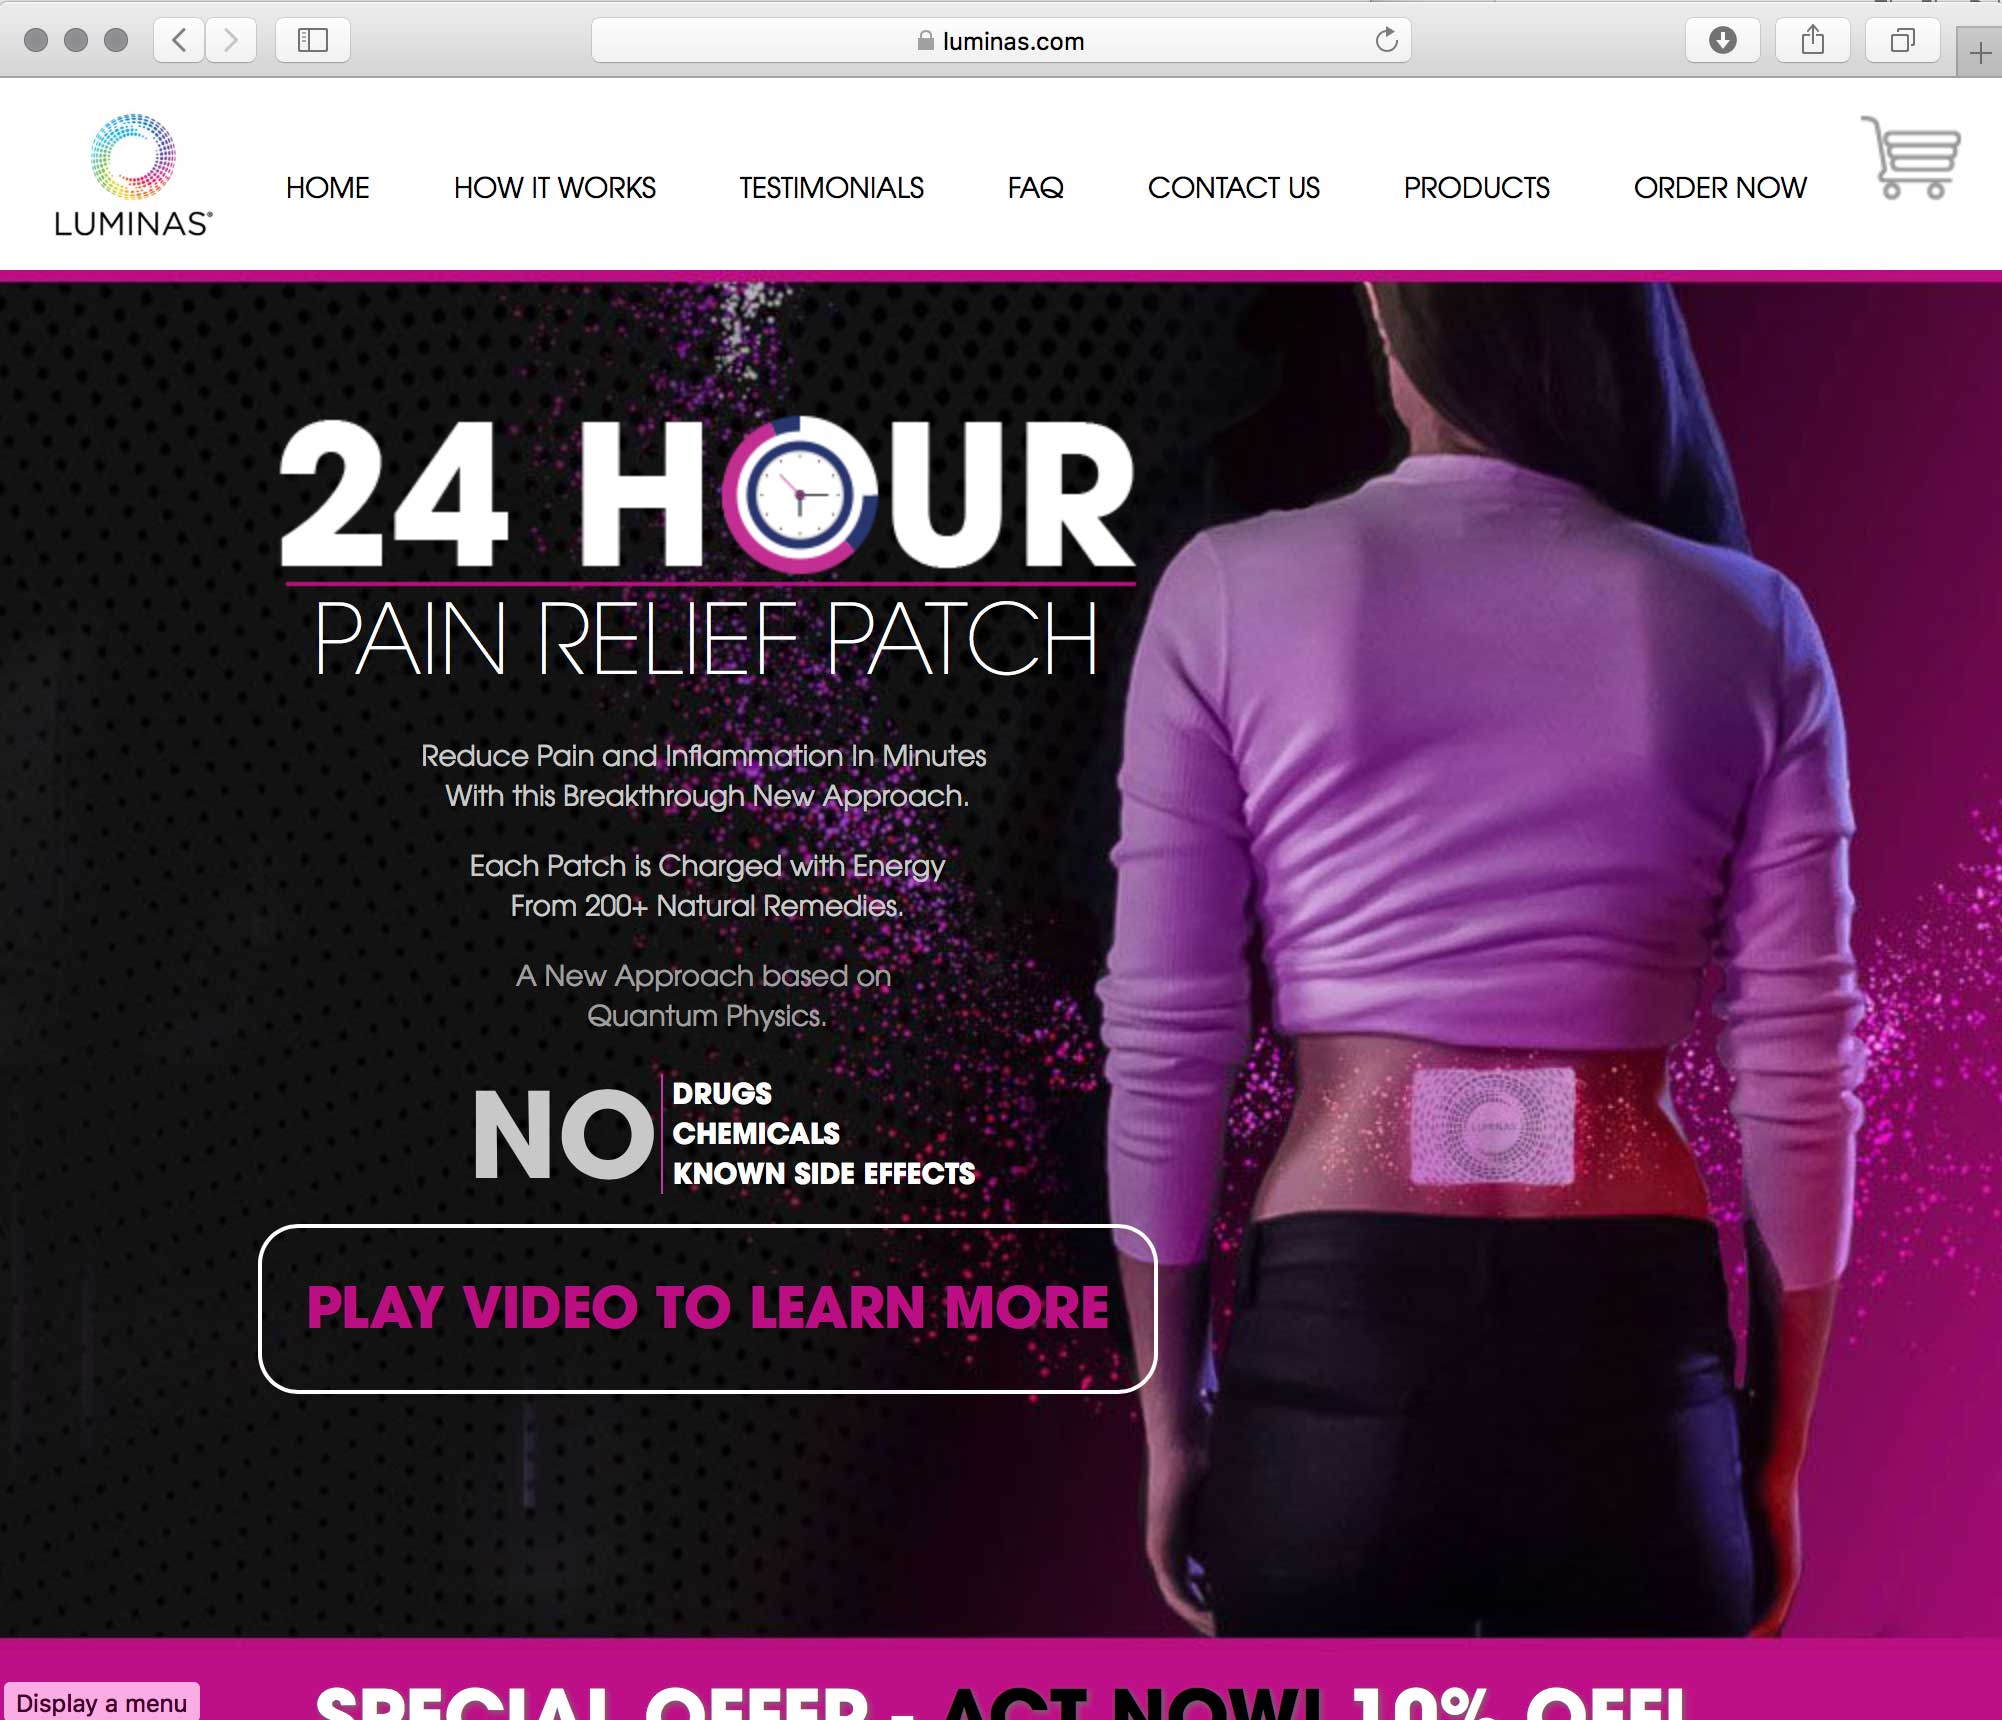 luminas.com
LUMINAS®
HOME HOW IT WORKS TESTIMONIALS FAQ CONTACT US PRODUCTS ORDER NOW
24 HOUR
PAIN RELIEF PATCH
Reduce Pain and Inflammation In Minutes
With this Breakthrough New Approach.
Each Patch is Charged with Energy
From 200+ Natural Remedies.
A New Approach based on
Quantum Physics.
NO
DRUGS
CHEMICALS
KNOWN SIDE EFFECTS
LUMINAS
PLAY VIDEO TO LEARN MORE
SPECIAL OFFER - ACT NOW! 10% OFF!
Display a menu